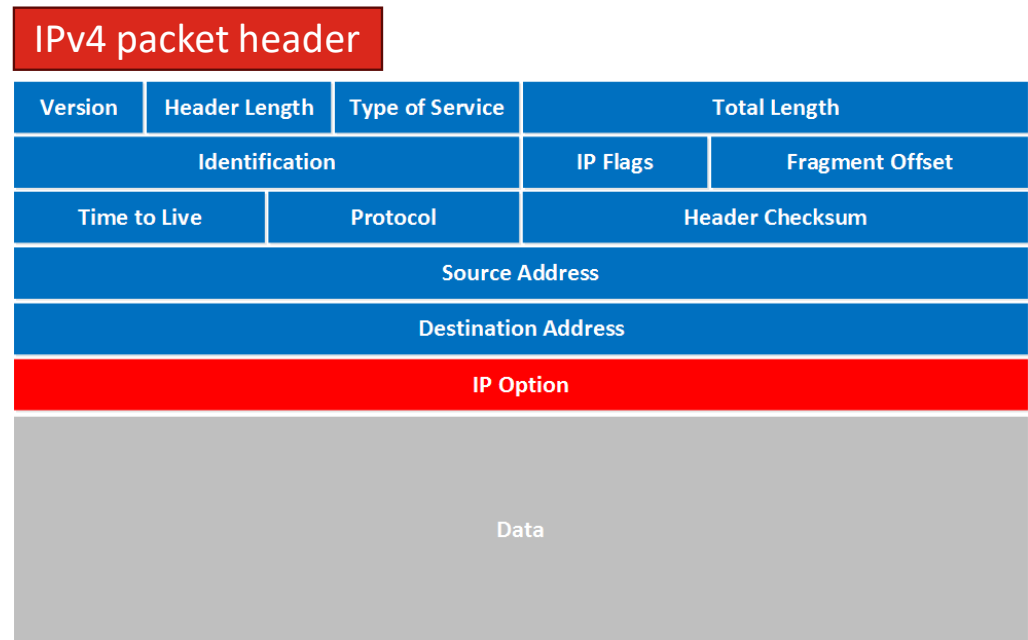 IPv4 packet header
Version Header Length Type of Service Total Length
Identification IP Flags Fragment Offset
Time to Live Protocol Header Checksum
Source Address
Destination Address
IP Option
Data